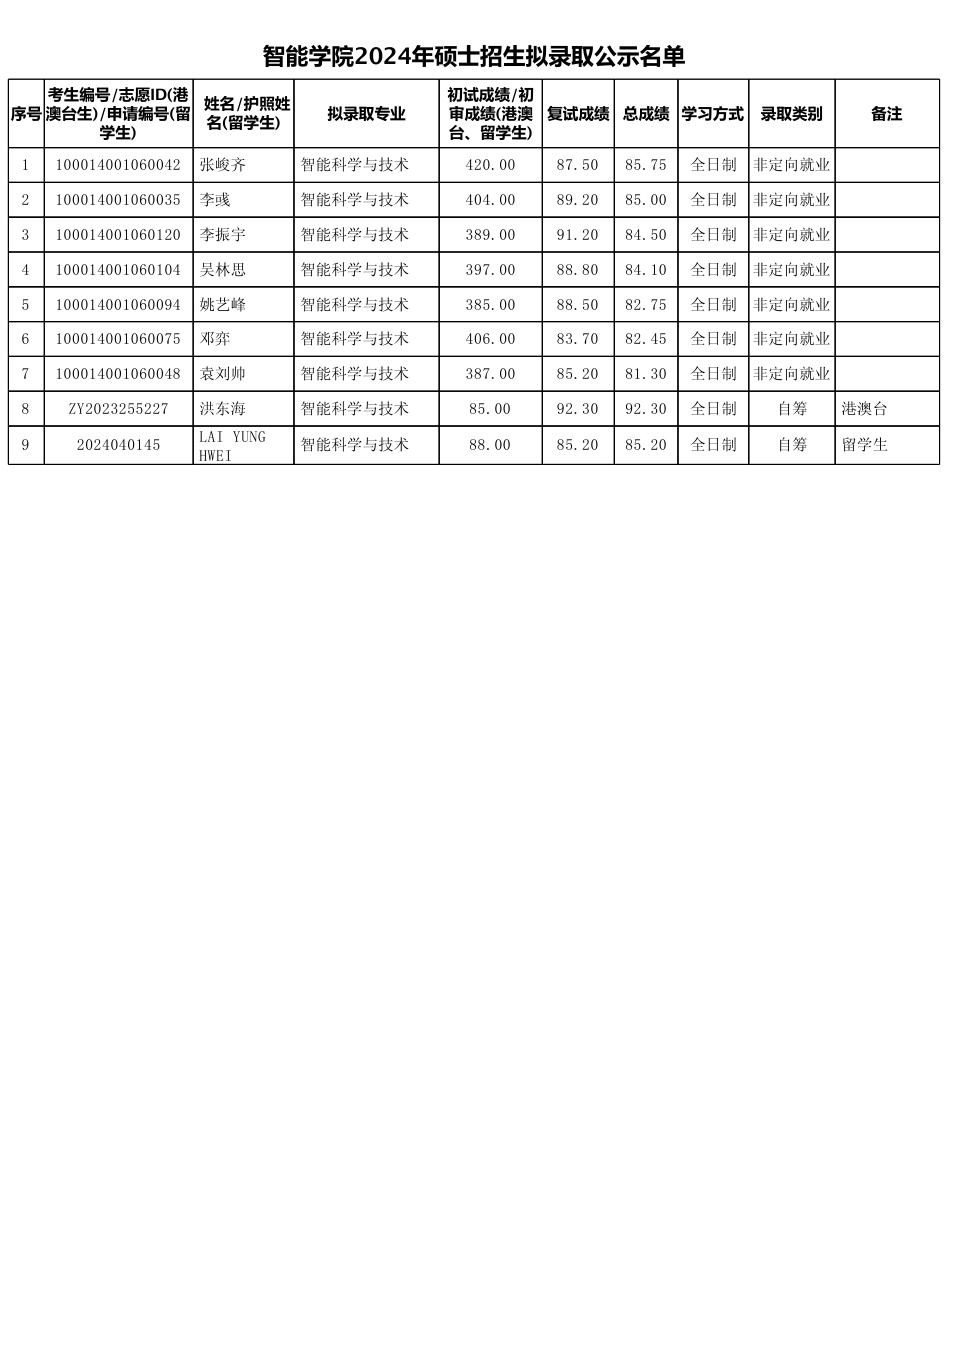 智能学院2024年硕士招生拟录取公示名单
序号 考生编号/志愿ID(港澳台生)/申请编号(留学生) 姓名/护照姓名(留学生) 拟录取专业 初试成绩/初审成绩(港澳台、留学生) 复试成绩 总成绩 学习方式 录取类别 备注
1 100014001060042 张峻齐 智能科学与技术 420.00 87.50 85.75 全日制 非定向就业
2 100014001060035 李彧 智能科学与技术 404.00 89.20 85.00 全日制 非定向就业
3 100014001060120 李振宇 智能科学与技术 389.00 91.20 84.50 全日制 非定向就业
4 100014001060104 吴林思 智能科学与技术 397.00 88.80 84.10 全日制 非定向就业
5 100014001060094 姚艺峰 智能科学与技术 385.00 88.50 82.75 全日制 非定向就业
6 100014001060075 邓弈 智能科学与技术 406.00 83.70 82.45 全日制 非定向就业
7 100014001060048 袁刘帅 智能科学与技术 387.00 85.20 81.30 全日制 非定向就业
8 ZY2023255227 洪东海 智能科学与技术 85.00 92.30 92.30 全日制 自筹 港澳台
9 2024040145 LAI YUNG HWEI 智能科学与技术 88.00 85.20 85.20 全日制 自筹 留学生